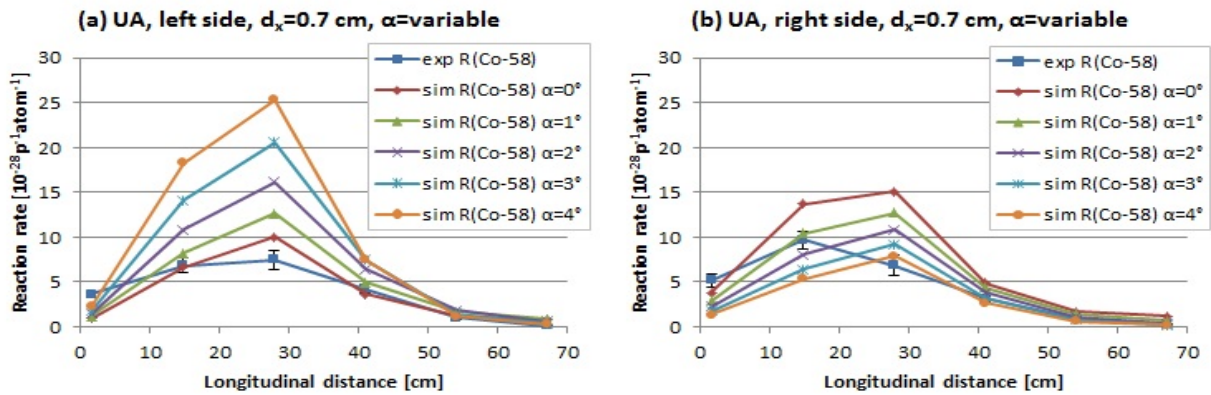 (a) UA, left side, dₓ=0.7 cm, α=variable
30
25
20
15
10
5
0
0 10 20 30 40 50 60 70
Reaction rate [10⁻²⁸p⁻¹atom⁻¹]
Longitudinal distance [cm]
exp R(Co-58)
sim R(Co-58) α=0°
sim R(Co-58) α=1°
sim R(Co-58) α=2°
sim R(Co-58) α=3°
sim R(Co-58) α=4°
(b) UA, right side, dₓ=0.7 cm, α=variable
30
25
20
15
10
5
0
0 10 20 30 40 50 60 70
Reaction rate [10⁻²⁸p⁻¹atom⁻¹]
Longitudinal distance [cm]
exp R(Co-58)
sim R(Co-58) α=0°
sim R(Co-58) α=1°
sim R(Co-58) α=2°
sim R(Co-58) α=3°
sim R(Co-58) α=4°